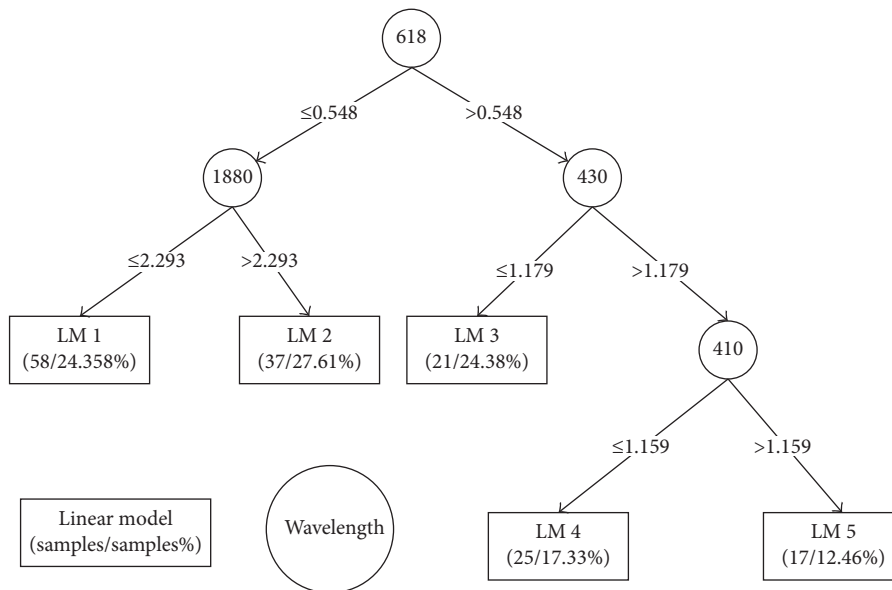 618
≤0.548
>0.548
1880
430
≤2.293
>2.293
≤1.179
>1.179
LM 1
(58/24.358%)
LM 2
(37/27.61%)
LM 3
(21/24.38%)
410
≤1.159
>1.159
Linear model
(samples/samples%)
Wavelength
LM 4
(25/17.33%)
LM 5
(17/12.46%)